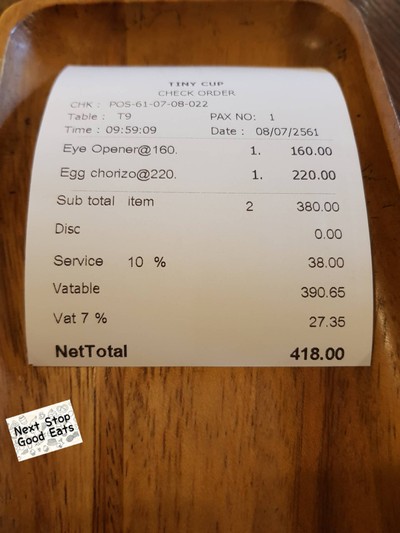 TINY CUP
CHECK ORDER
CHK : POS-61-07-08-022
Table : T9 PAX NO: 1
Time : 09:59:09 Date : 08/07/2561
Eye Opener@160. 1. 160.00
Egg chorizo@220. 1. 220.00
Sub total item 2 380.00
Disc 0.00
Service 10 % 38.00
Vatable 390.65
Vat 7 % 27.35
NetTotal 418.00
Next Stop
Good Eats